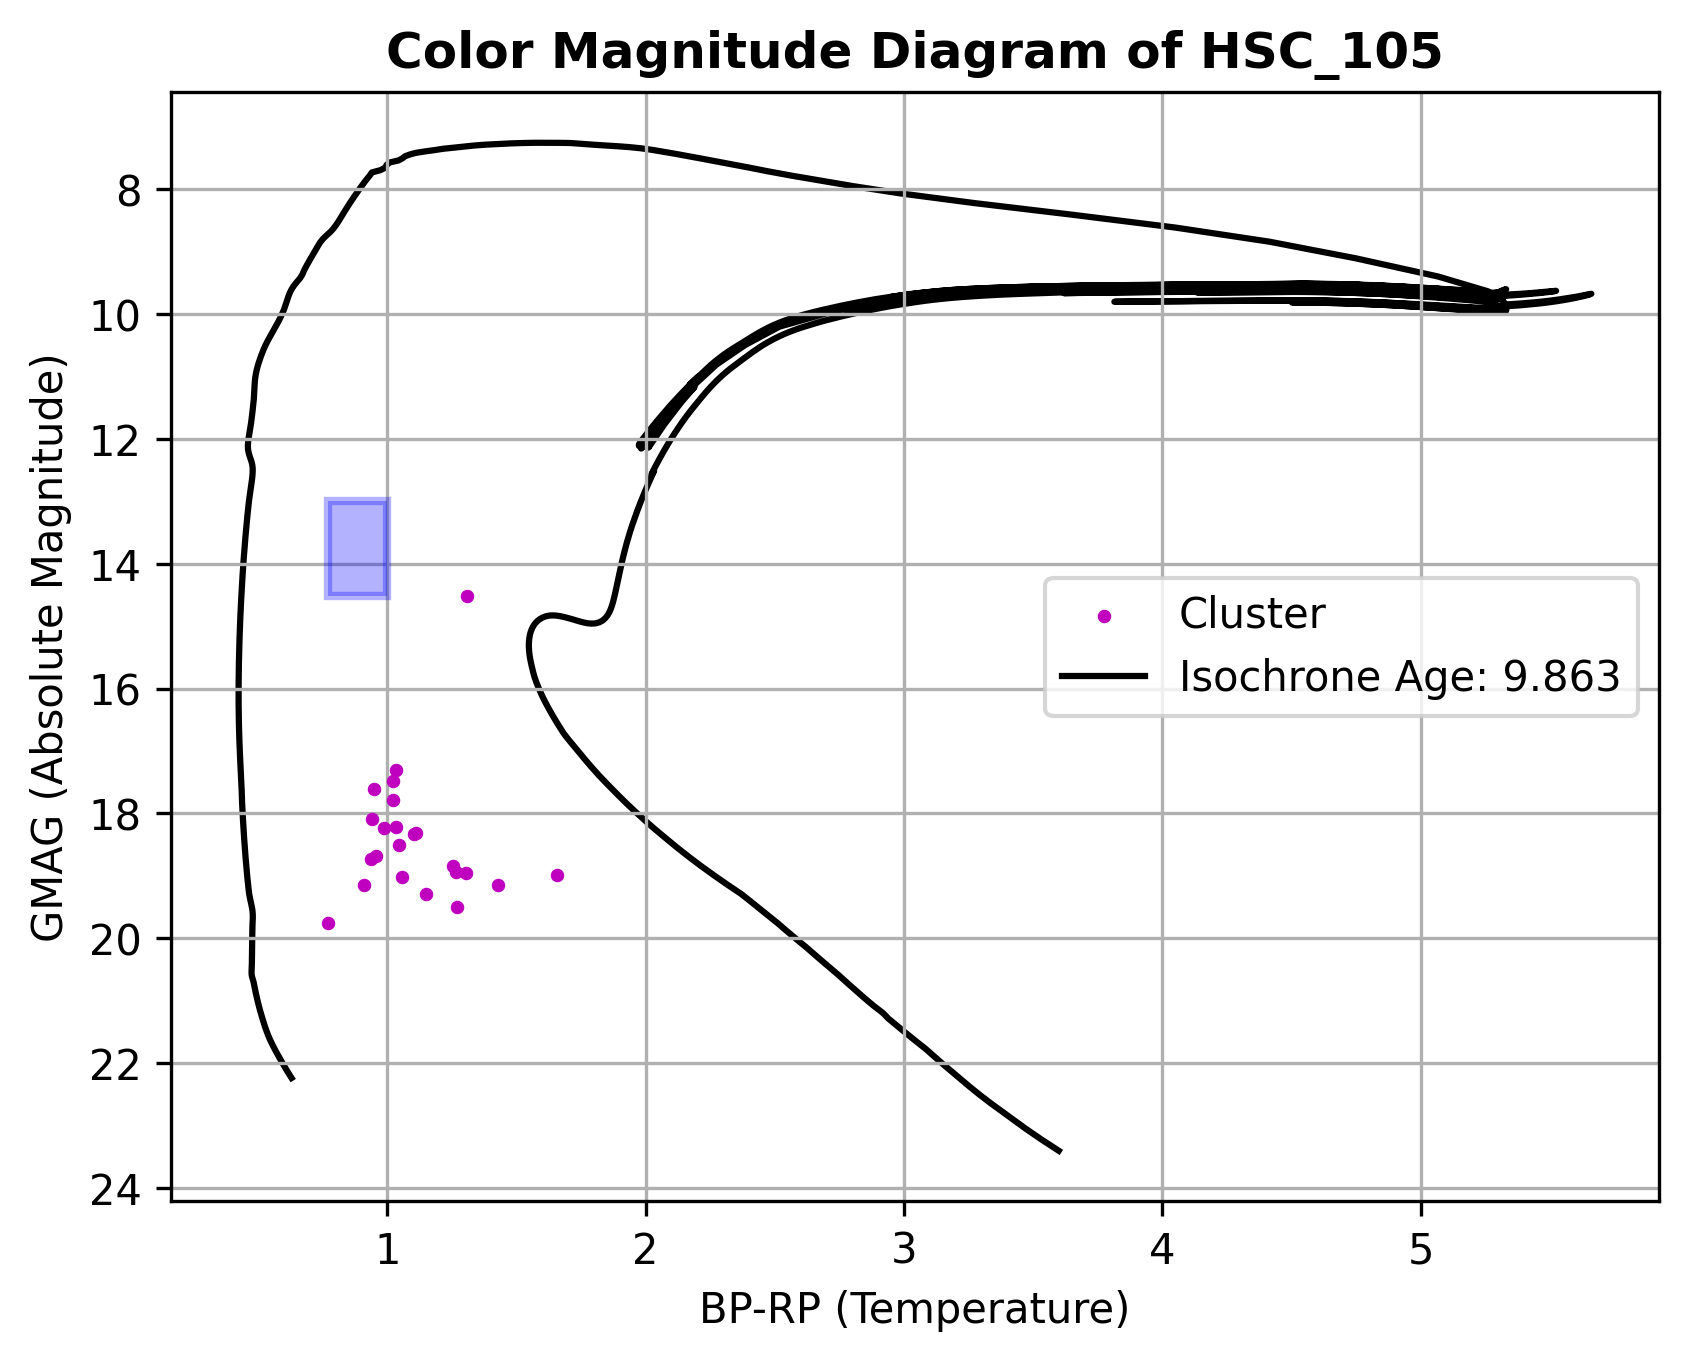 Color Magnitude Diagram of HSC_105
GMAG (Absolute Magnitude)
8
10
12
14
16
18
20
22
24
Cluster
Isochrone Age: 9.863
1
2
3
4
5
BP-RP (Temperature)